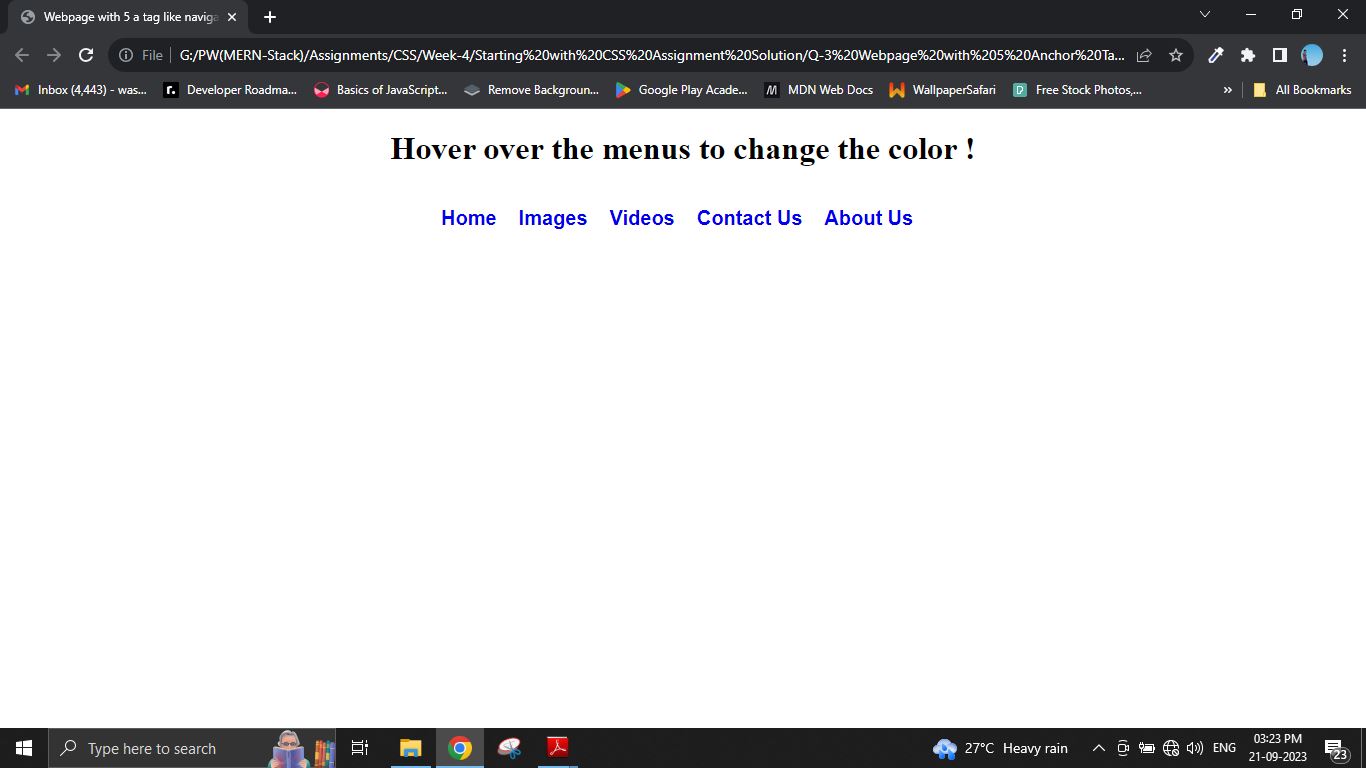 Webpage with 5 a tag like naviga
File G:/PW(MERN-Stack)/Assignments/CSS/Week-4/Starting%20with%20CSS%20Assignment%20Solution/Q-3%20Webpage%20with%205%20Anchor%20Ta...
Inbox (4,443) - was... r. Developer Roadma... Basics of JavaScript... Remove Backgroun... Google Play Acade... MDN Web Docs WallpaperSafari Free Stock Photos,... » All Bookmarks
Hover over the menus to change the color !
Home Images Videos Contact Us About Us
Type here to search 27°C Heavy rain ENG 03:23 PM
21-09-2023 23